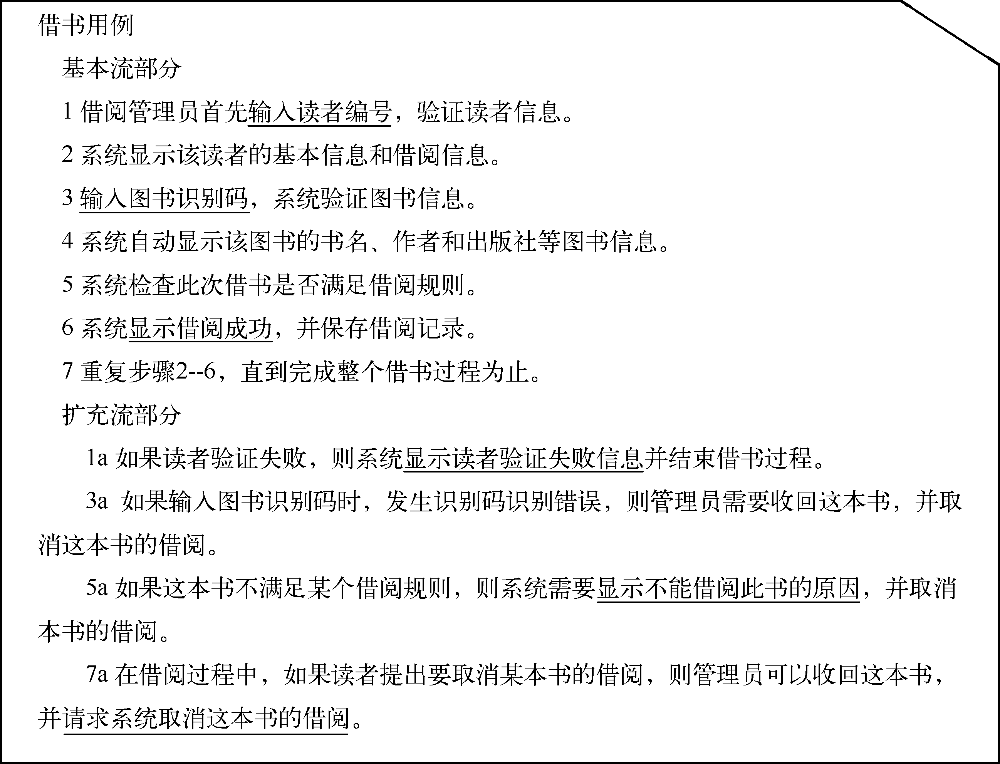 借书用例
基本流部分
1 借阅管理员首先输入读者编号，验证读者信息。
2 系统显示该读者的基本信息和借阅信息。
3 输入图书识别码，系统验证图书信息。
4 系统自动显示该图书的书名、作者和出版社等图书信息。
5 系统检查此次借书是否满足借阅规则。
6 系统显示借阅成功，并保存借阅记录。
7 重复步骤2--6，直到完成整个借书过程为止。
扩充流部分
1a 如果读者验证失败，则系统显示读者验证失败信息并结束借书过程。
3a 如果输入图书识别码时，发生识别码识别错误，则管理员需要收回这本书，并取
消这本书的借阅。
5a 如果这本书不满足某个借阅规则，则系统需要显示不能借阅此书的原因，并取消
本书的借阅。
7a 在借阅过程中，如果读者提出要取消某本书的借阅，则管理员可以收回这本书，
并请求系统取消这本书的借阅。